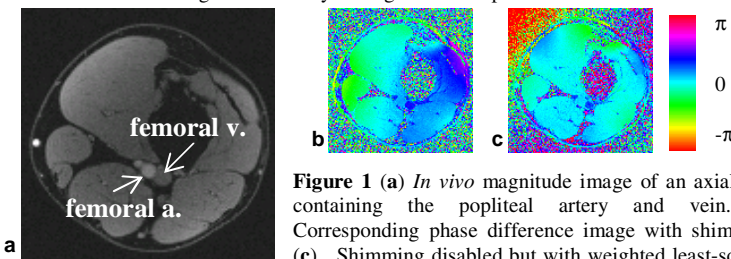 femoral v.
femoral a.
a
b
c
π
0
-π
Figure 1 (a) In vivo magnitude image of an axial
containing the popliteal artery and vein.
Corresponding phase difference image with shim
(c). Shimming disabled but with weighted least-sq